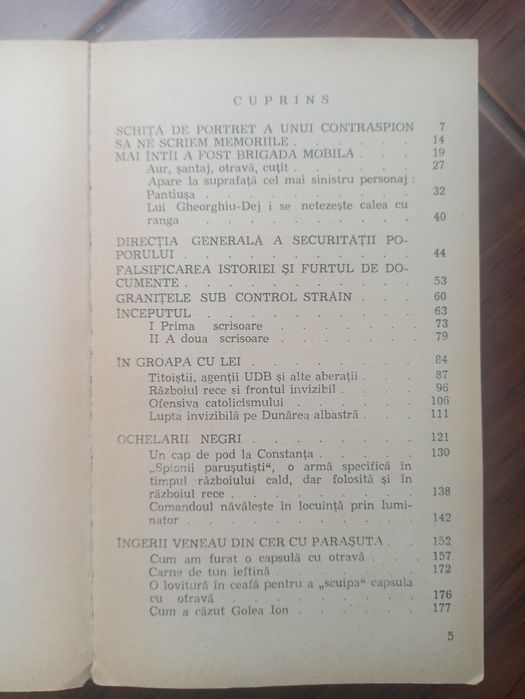 CUPRINS
SCHIȚĂ DE PORTRET A UNUI CONTRASPION 7
SĂ NE SCRIEM MEMORIILE . . . . . 14
MAI ÎNTÎI A FOST BRIGADA MOBILĂ . . . 19
Aur, șantaj, otravă, cuțit . . . . . 27
Apare la suprafață cel mai sinistru personaj :
Pantiușa . . . . . . . . . 32
Lui Gheorghiu-Dej i se netezește calea cu
ranga . . . . . . . . . 40
DIRECȚIA GENERALĂ A SECURITĂȚII PO-
PORULUI . . . . . . . . . 44
FALSIFICAREA ISTORIEI ȘI FURTUL DE DO-
CUMENTE . . . . . . . . . 53
GRANIȚELE SUB CONTROL STRĂIN . . . 60
ÎNCEPUTUL . . . . . . . . . 63
I Prima scrisoare . . . . . . . 73
II A doua scrisoare . . . . . . . 79
ÎN GROAPA CU LEI . . . . . . . 84
Titoiștii, agenții UDB și alte aberații . . . 87
Războiul rece și frontul invizibil . . . 96
Ofensiva catolicismului . . . . . . 106
Lupta invizibilă pe Dunărea albastră . . . 111
OCHELARII NEGRI . . . . . . . 121
Un cap de pod la Constanța . . . . . 130
„Spionii parușutiști“, o armă specifică în
timpul războiului cald, dar folosită și în
războiul rece . . . . . . . . 138
Comandoul năvălește în locuință prin lumi-
nator . . . . . . . . . . 142
ÎNGERII VENEAU DIN CER CU PARAȘUTA . 152
Cum am furat o capsulă cu otravă . . . 157
Carne de tun ieftină . . . . . . 172
O lovitură în ceafă pentru a „scuipa“ capsula
cu otravă . . . . . . . . 176
Cum a căzut Golea Ion . . . . . 177
5